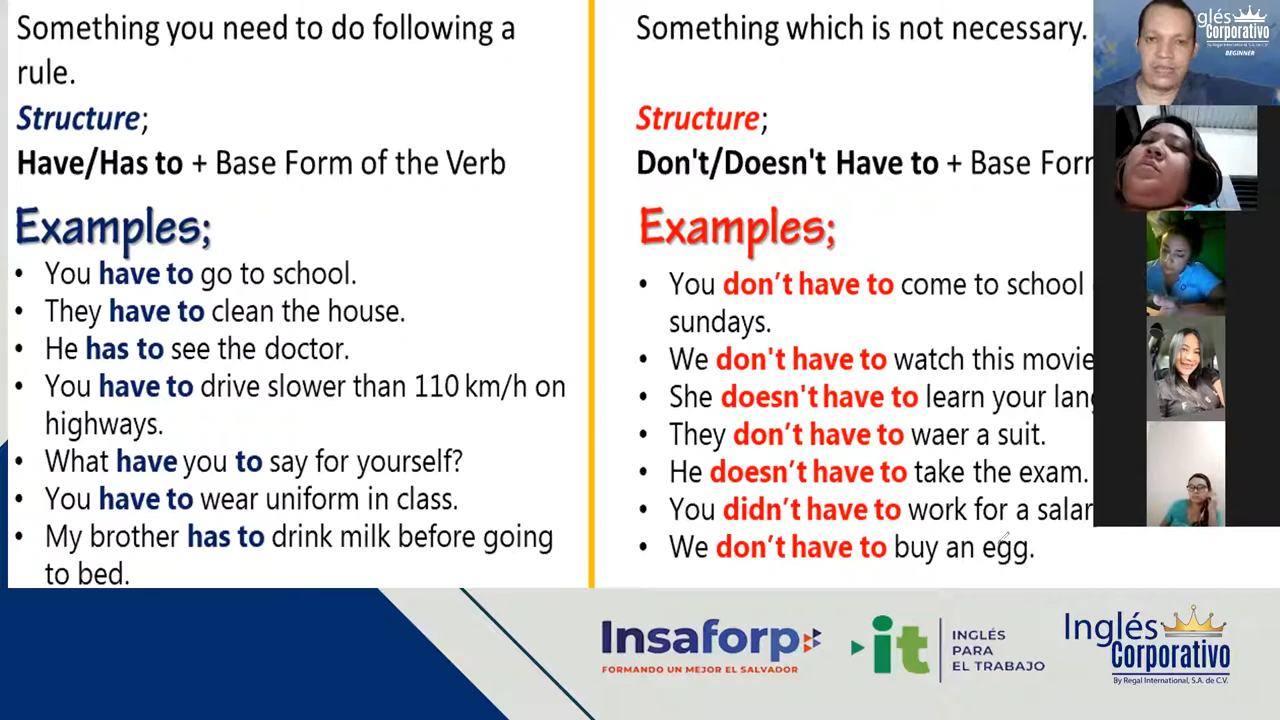 Something you need to do following a
rule.
Structure;
Have/Has to + Base Form of the Verb
Examples;
• You have to go to school.
• They have to clean the house.
• He has to see the doctor.
• You have to drive slower than 110 km/h on
highways.
• What have you to say for yourself?
• You have to wear uniform in class.
• My brother has to drink milk before going
to bed.
Something which is not necessary.
Structure;
Don't/Doesn't Have to + Base
Examples;
• You don't have to come to school
sundays.
• We don't have to watch this movie
• She doesn't have to learn your
• They don't have to waer a suit.
• He doesn't have to take the exam.
• You didn't have to work for a
• We don't have to buy an egg.
glés
Corporativo
By Regal International, S.A. de C.V.
BEGINNER
Insaforp
FORMANDO UN MEJOR EL SALVADOR
it
INGLÉS
PARA
EL TRABAJO
Inglés
Corporativo
By Regal International, S.A. de C.V.